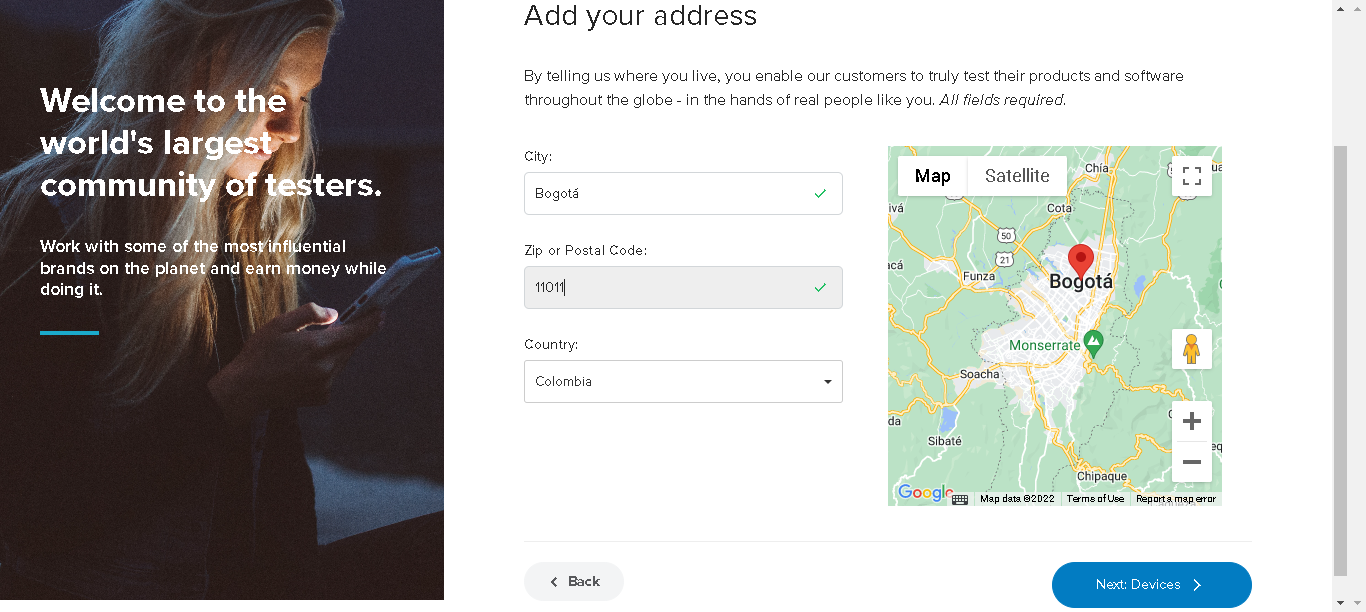 Welcome to the
world's largest
community of testers.
Work with some of the most influential
brands on the planet and earn money while
doing it.
Add your address
By telling us where you live, you enable our customers to truly test their products and software
throughout the globe - in the hands of real people like you. All fields required.
City:
Bogotá
Zip or Postal Code:
11011
Country:
Colombia
Map
Satellite
Chía
Cota
50
21
Funza
Bogotá
Monserrate
Soacha
Sibaté
Chipaque
Google
Map data ©2022
Terms of Use
Report a map error
Back
Next: Devices